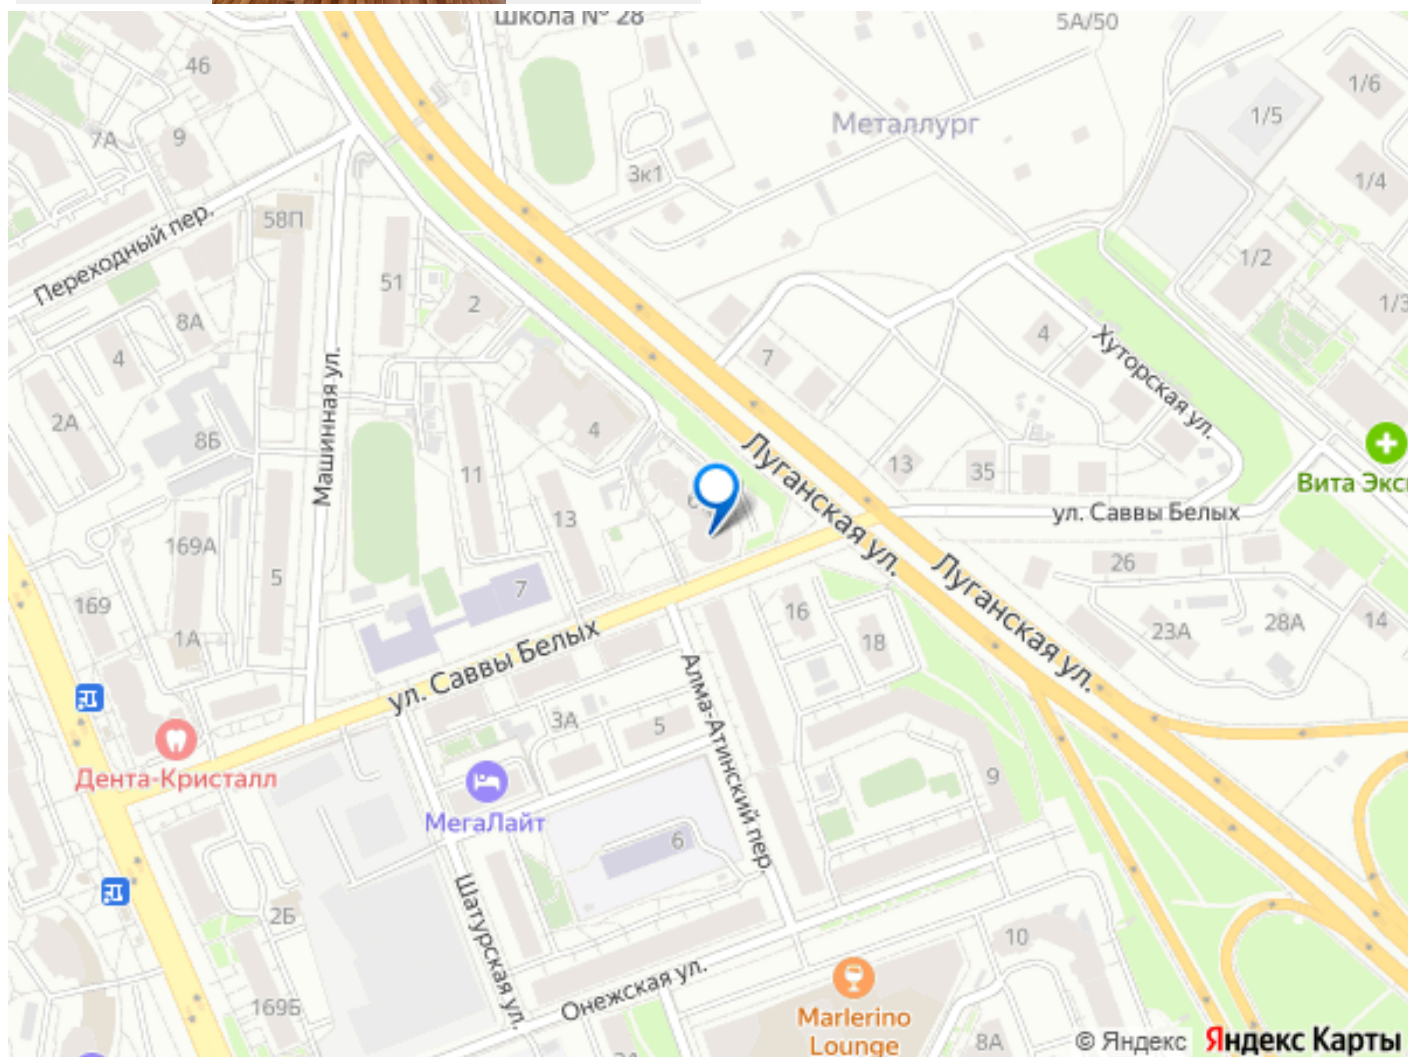 Школа № 28
5А/50
46
1/6
1/5
Металлург
7А
9
3к1
1/4
58П
Переходный пер.
1/2
51
2
1/3
8А
4
7
4
Хуторская ул.
Машинная ул.
2А
8Б
4
Луганская ул.
11
13
35
Вита Экс
13
ул. Саввы Белых
169А
5
7
26
Луганская ул.
169
16
23А
28А
14
1А
18
ул. Саввы Белых
Алма-Атинский пер.
3А
5
Дента-Кристалл
9
МегаЛайт
6
Шатурская ул.
2Б
10
Онежская ул.
169Б
Marlerino
Lounge
8А
© Яндекс
Яндекс Карты